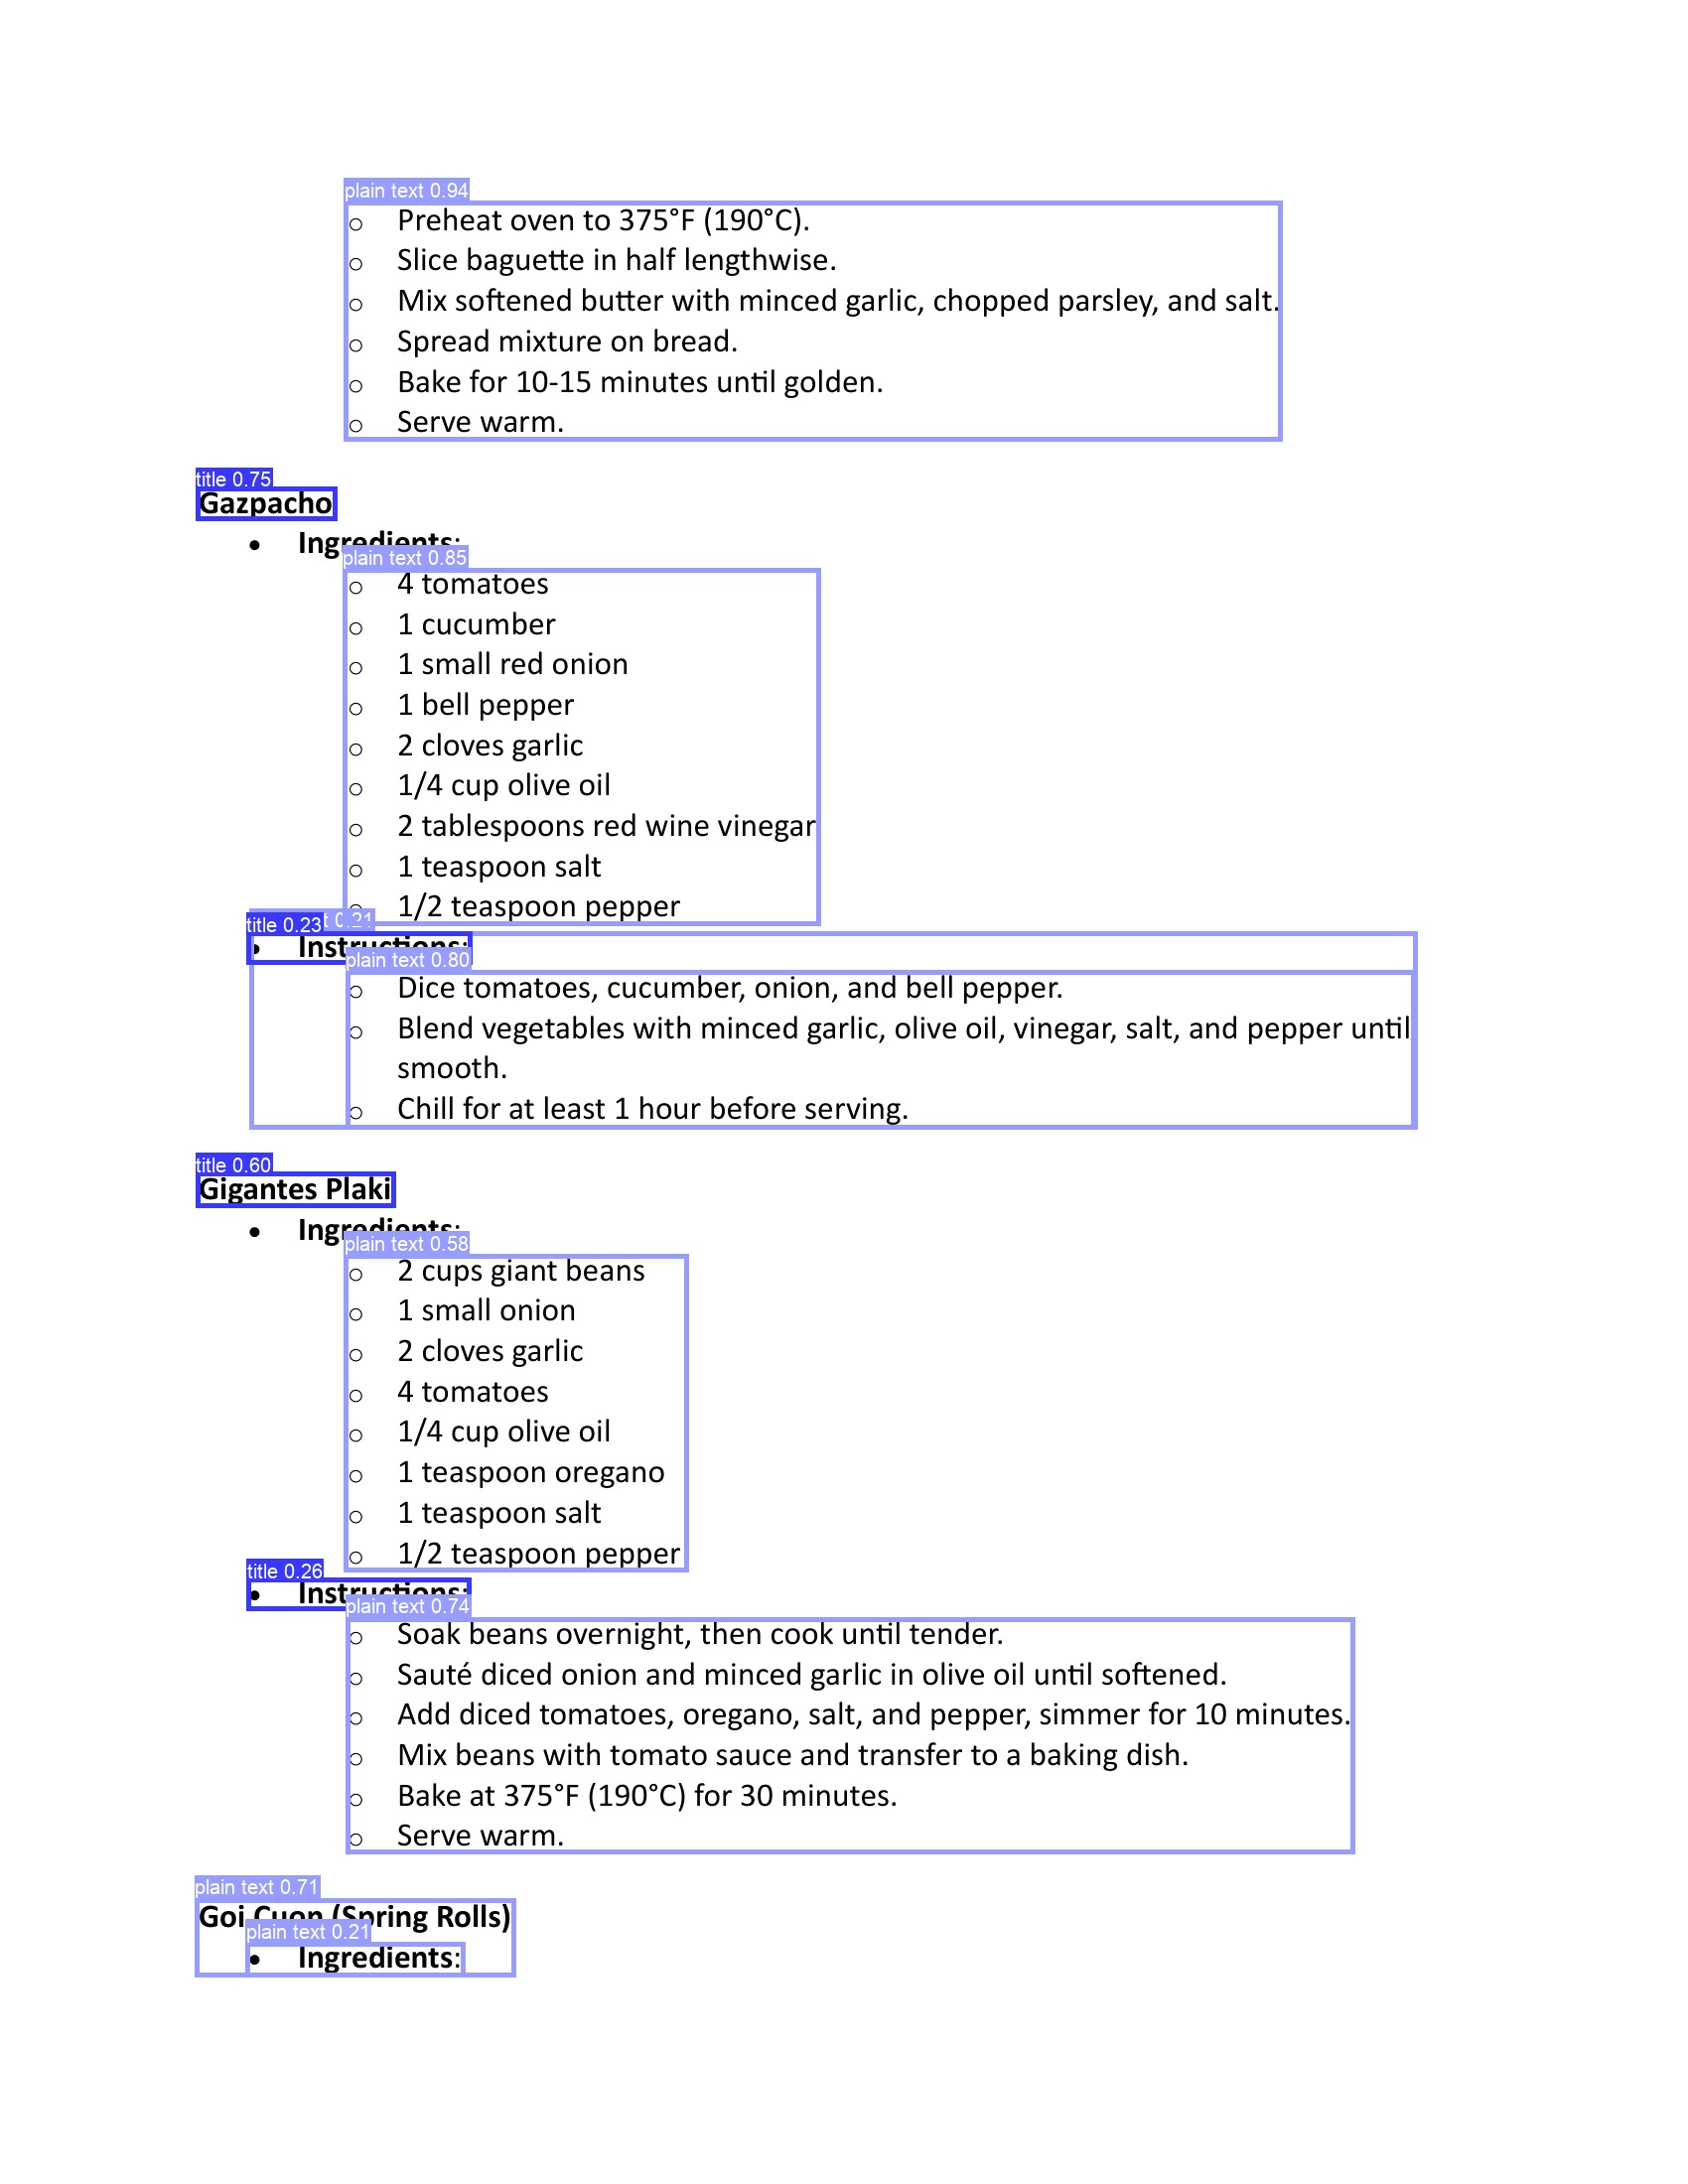 plain text 0.94
○ Preheat oven to 375°F (190°C).
○ Slice baguette in half lengthwise.
○ Mix softened butter with minced garlic, chopped parsley, and salt.
○ Spread mixture on bread.
○ Bake for 10-15 minutes until golden.
○ Serve warm.
title 0.75
Gazpacho
• Ingredients:
plain text 0.85
○ 4 tomatoes
○ 1 cucumber
○ 1 small red onion
○ 1 bell pepper
○ 2 cloves garlic
○ 1/4 cup olive oil
○ 2 tablespoons red wine vinegar
○ 1 teaspoon salt
○ 1/2 teaspoon pepper
title 0.23 t 0.21
• Instructions:
plain text 0.80
○ Dice tomatoes, cucumber, onion, and bell pepper.
○ Blend vegetables with minced garlic, olive oil, vinegar, salt, and pepper until
smooth.
○ Chill for at least 1 hour before serving.
title 0.60
Gigantes Plaki
• Ingredients:
plain text 0.58
○ 2 cups giant beans
○ 1 small onion
○ 2 cloves garlic
○ 4 tomatoes
○ 1/4 cup olive oil
○ 1 teaspoon oregano
○ 1 teaspoon salt
○ 1/2 teaspoon pepper
title 0.26
• Instructions:
plain text 0.74
○ Soak beans overnight, then cook until tender.
○ Sauté diced onion and minced garlic in olive oil until softened.
○ Add diced tomatoes, oregano, salt, and pepper, simmer for 10 minutes.
○ Mix beans with tomato sauce and transfer to a baking dish.
○ Bake at 375°F (190°C) for 30 minutes.
○ Serve warm.
plain text 0.71
Goi Cuon (Spring Rolls)
plain text 0.21
• Ingredients: